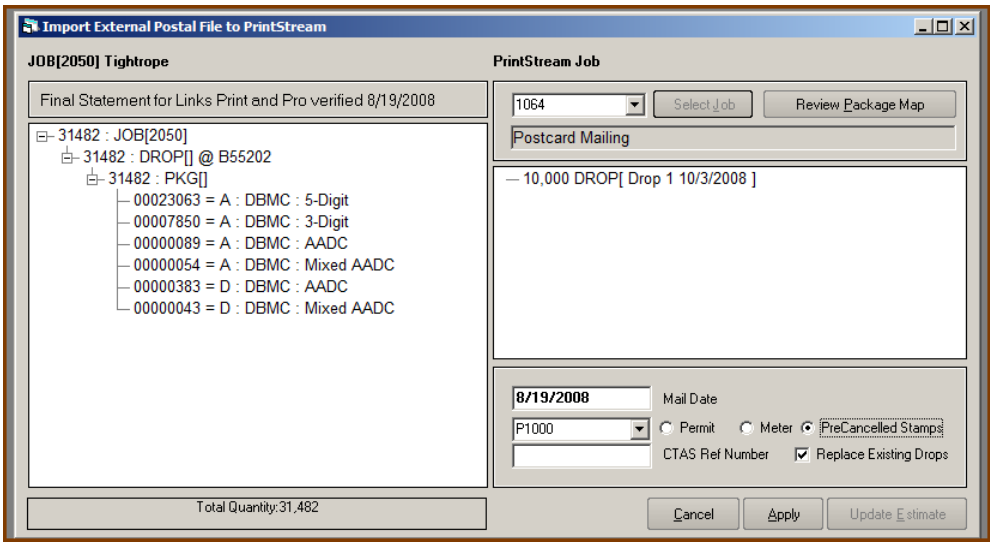 Import External Postal File to PrintStream
JOB[2050] Tightrope
Final Statement for Links Print and Pro verified 8/19/2008
31482 : JOB[2050]
31482 : DROP[] @ B55202
31482 : PKG[]
00023063 = A : DBMC : 5-Digit
00007850 = A : DBMC : 3-Digit
00000089 = A : DBMC : AADC
00000054 = A : DBMC : Mixed AADC
00000383 = D : DBMC : AADC
00000043 = D : DBMC : Mixed AADC
Total Quantity:31,482
PrintStream Job
1064 Select Job Review Package Map
Postcard Mailing
10,000 DROP[ Drop 1 10/3/2008 ]
8/19/2008 Mail Date
P1000 Permit Meter PreCancelled Stamps
CTAS Ref Number Replace Existing Drops
Cancel Apply Update Estimate